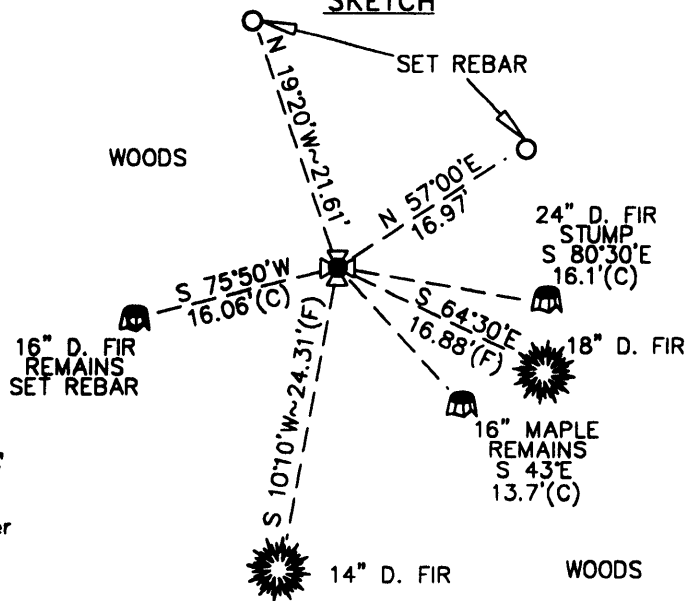 SKETCH
SET REBAR
N 19°20'W~21.61'
WOODS
N 57°00'E
16.97'
24" D. FIR
STUMP
S 80°30'E
16.1'(C)
S 75°50'W
16.06'(C)
S 64°30'E
16.88'(F)
18" D. FIR
16" D. FIR
REMAINS
SET REBAR
S 10°10'W~24.31'(F)
16" MAPLE
REMAINS
S 43°E
13.7'(C)
er
14" D. FIR
WOODS